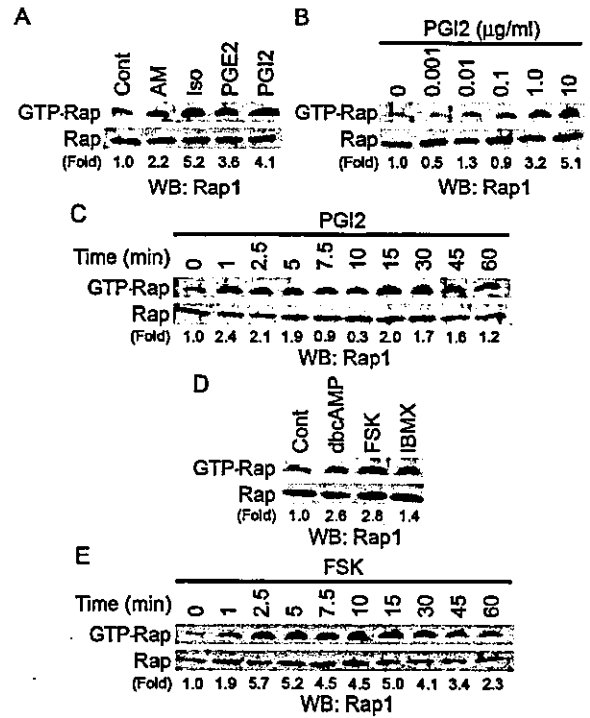 A
Cont AM Iso PGE2 PGI2
GTP-Rap
Rap
(Fold) 1.0 2.2 5.2 3.6 4.1
WB: Rap1
B
PGI2 (μg/ml)
0 0.001 0.01 0.1 1.0 10
GTP-Rap
Rap
(Fold) 1.0 0.5 1.3 0.9 3.2 5.1
WB: Rap1
C
PGI2
Time (min) 0 1 2.5 5 7.5 10 15 30 45 60
GTP-Rap
Rap
(Fold) 1.0 2.4 2.1 1.9 0.9 0.3 2.0 1.7 1.6 1.2
WB: Rap1
D
Cont dbcAMP FSK IBMX
GTP-Rap
Rap
(Fold) 1.0 2.6 2.8 1.4
WB: Rap1
E
FSK
Time (min) 0 1 2.5 5 7.5 10 15 30 45 60
GTP-Rap
Rap
(Fold) 1.0 1.9 5.7 5.2 4.5 4.5 5.0 4.1 3.4 2.3
WB: Rap1